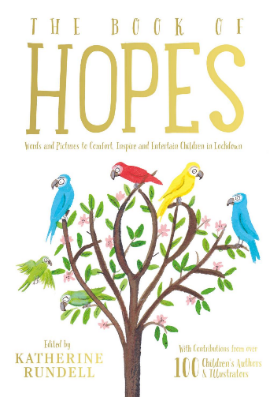 THE BOOK OF
HOPES
Words and Pictures to Comfort, Inspire and Entertain Children in Lockdown
Edited by
KATHERINE
RUNDELL
With Contributions from over
100 Children's Authors
& Illustrators